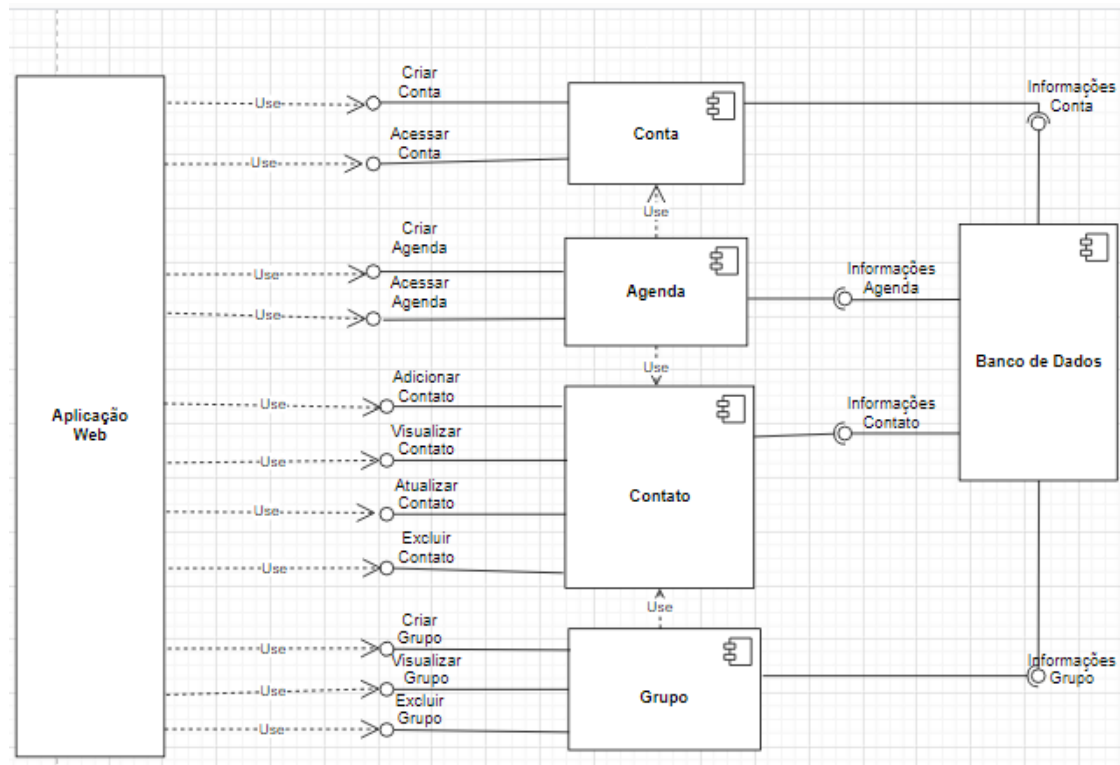 Criar
Conta
Use
Acessar
Conta
Use
Conta
Informações
Conta
Use
Criar
Agenda
Use
Acessar
Agenda
Use
Agenda
Informações
Agenda
Use
Banco de Dados
Aplicação
Web
Adicionar
Contato
Use
Visualizar
Contato
Use
Atualizar
Contato
Use
Excluir
Contato
Use
Contato
Informações
Contato
Use
Criar
Grupo
Use
Visualizar
Grupo
Use
Excluir
Grupo
Use
Grupo
Informações
Grupo